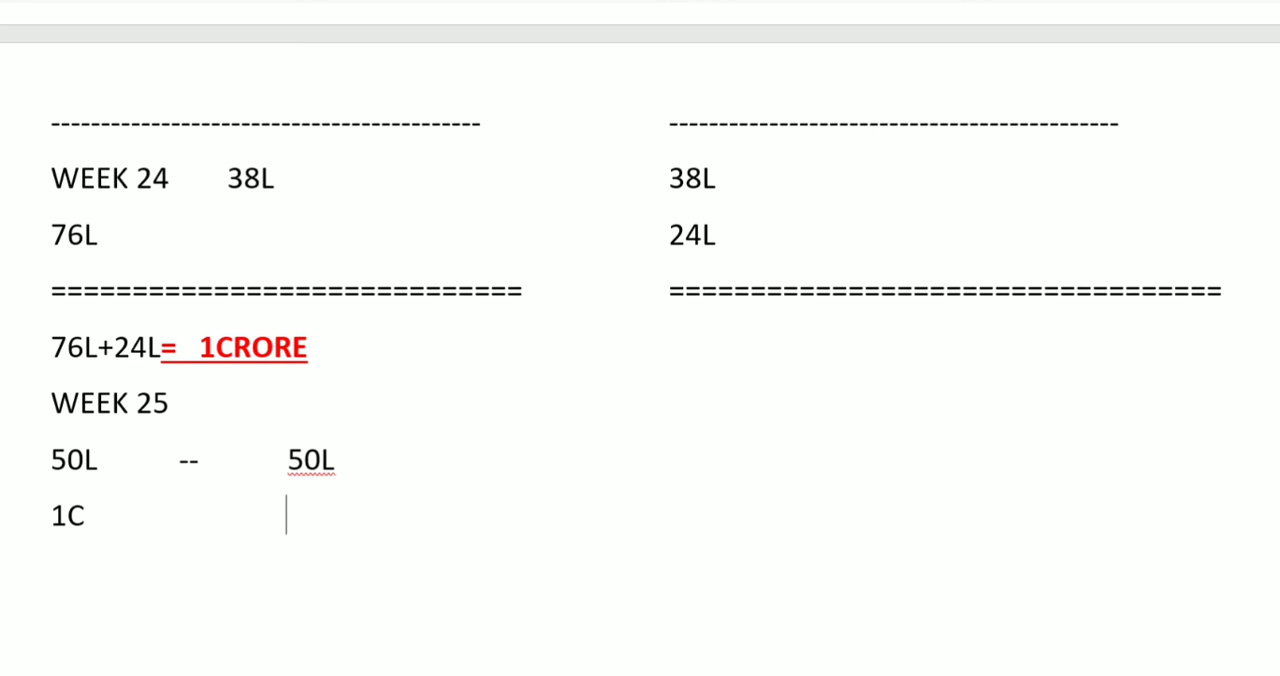 ------------------------------------------- ---------------------------------------------
WEEK 24 38L 38L
76L 24L
============================= ==================================
76L+24L= 1CRORE
WEEK 25
50L -- 50L
1C